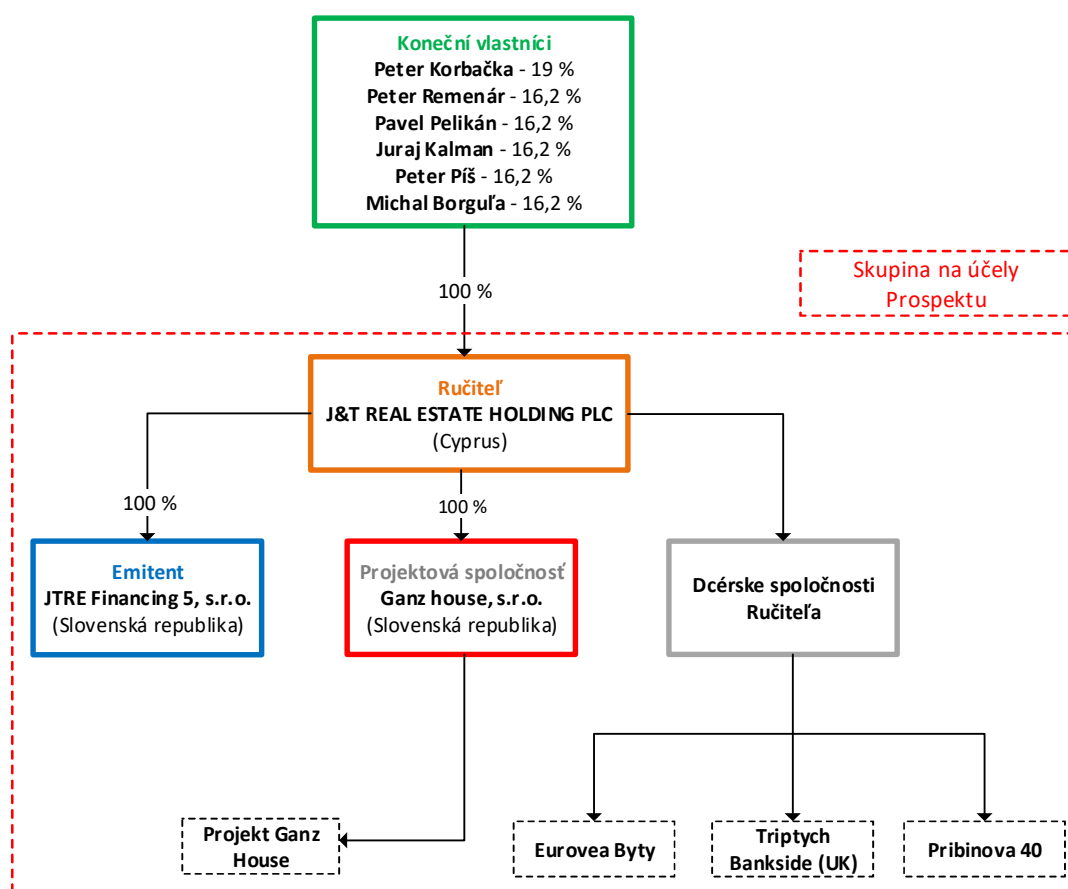 Koneční vlastníci
Peter Korbačka - 19 %
Peter Remenár - 16,2 %
Pavel Pelikán - 16,2 %
Juraj Kalman - 16,2 %
Peter Píš - 16,2 %
Michal Borguľa - 16,2 %
Skupina na účely
Prospektu
100 %
Ručiteľ
J&T REAL ESTATE HOLDING PLC
(Cyprus)
100 %
100 %
Emitent
JTRE Financing 5, s.r.o.
(Slovenská republika)
Projektová spoločnosť
Ganz house, s.r.o.
(Slovenská republika)
Dcérske spoločnosti
Ručiteľa
Projekt Ganz
House
Eurovea Byty
Triptych
Bankside (UK)
Pribinova 40